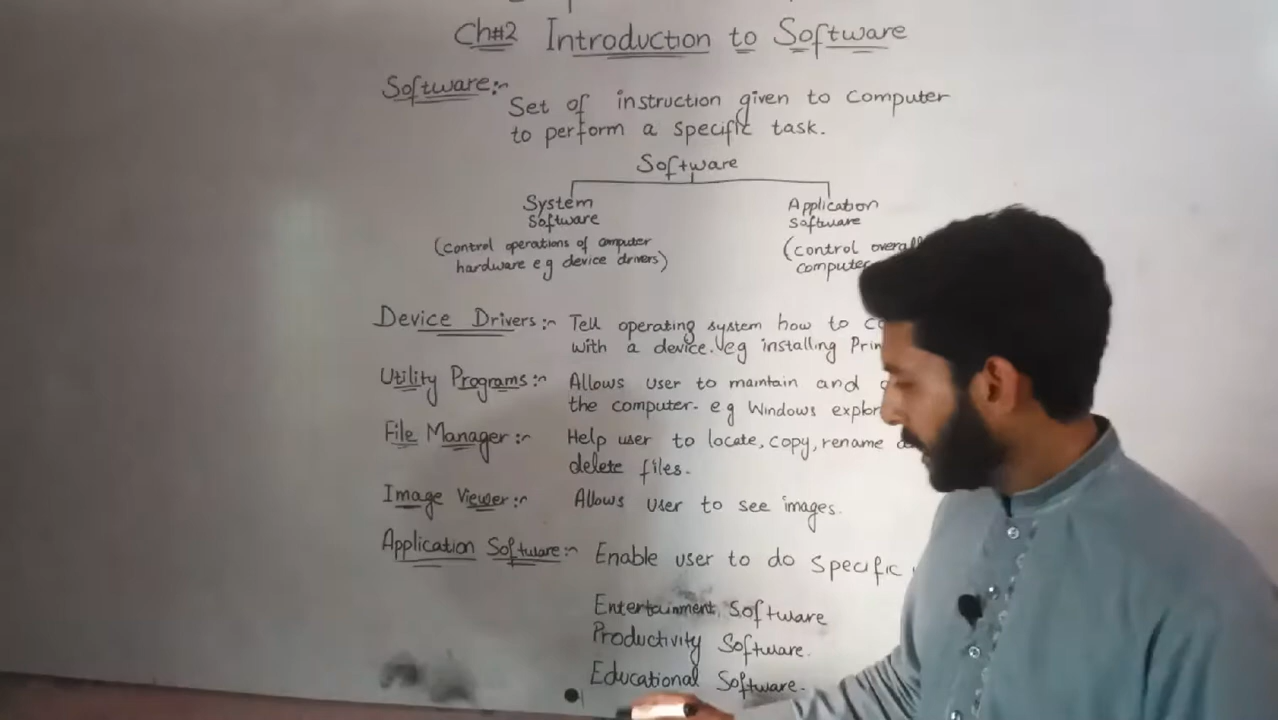 Ch#2 Introduction to Software
Software:-
Set of instruction given to computer
to perform a specific task.
Software
System Application
Software Software
(control operations of computer (control overall
hardware eg device drivers) computer
Device Drivers:- Tell operating system how to
with a device. eg installing
Utility Programs:- Allows user to maintain and
the computer. eg Windows
File Manager:- Help user to locate, copy, rename
delete files.
Image Viewer:- Allows user to see images.
Application Software:- Enable user to do specific
Entertainment Software
Productivity Software.
Educational Software.